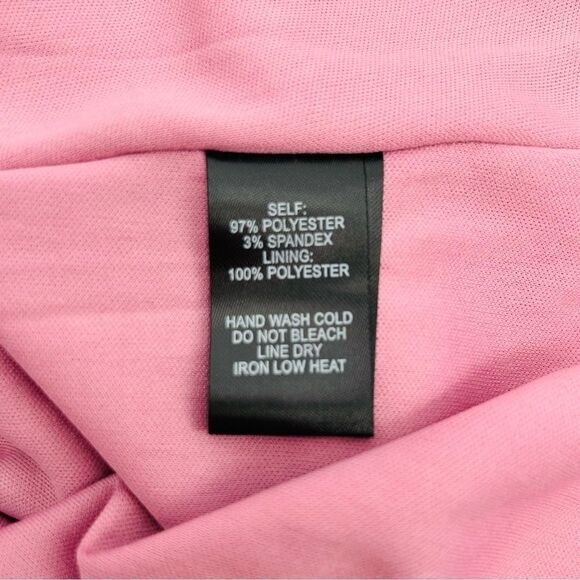 SELF:
97% POLYESTER
3% SPANDEX
LINING:
100% POLYESTER
HAND WASH COLD
DO NOT BLEACH
LINE DRY
IRON LOW HEAT